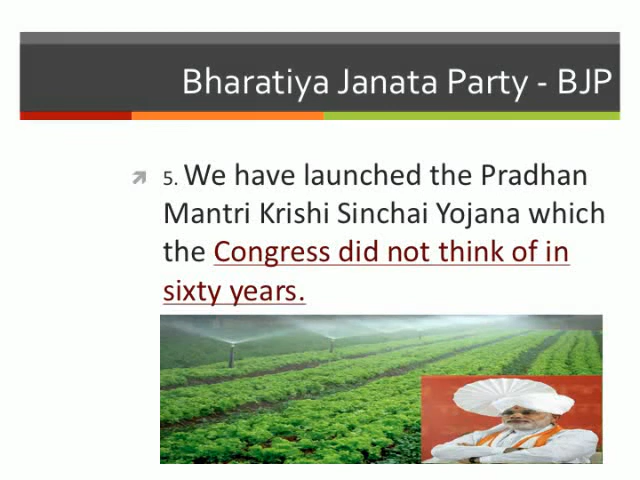 Bharatiya Janata Party - BJP
5. We have launched the Pradhan
Mantri Krishi Sinchai Yojana which
the Congress did not think of in
sixty years.